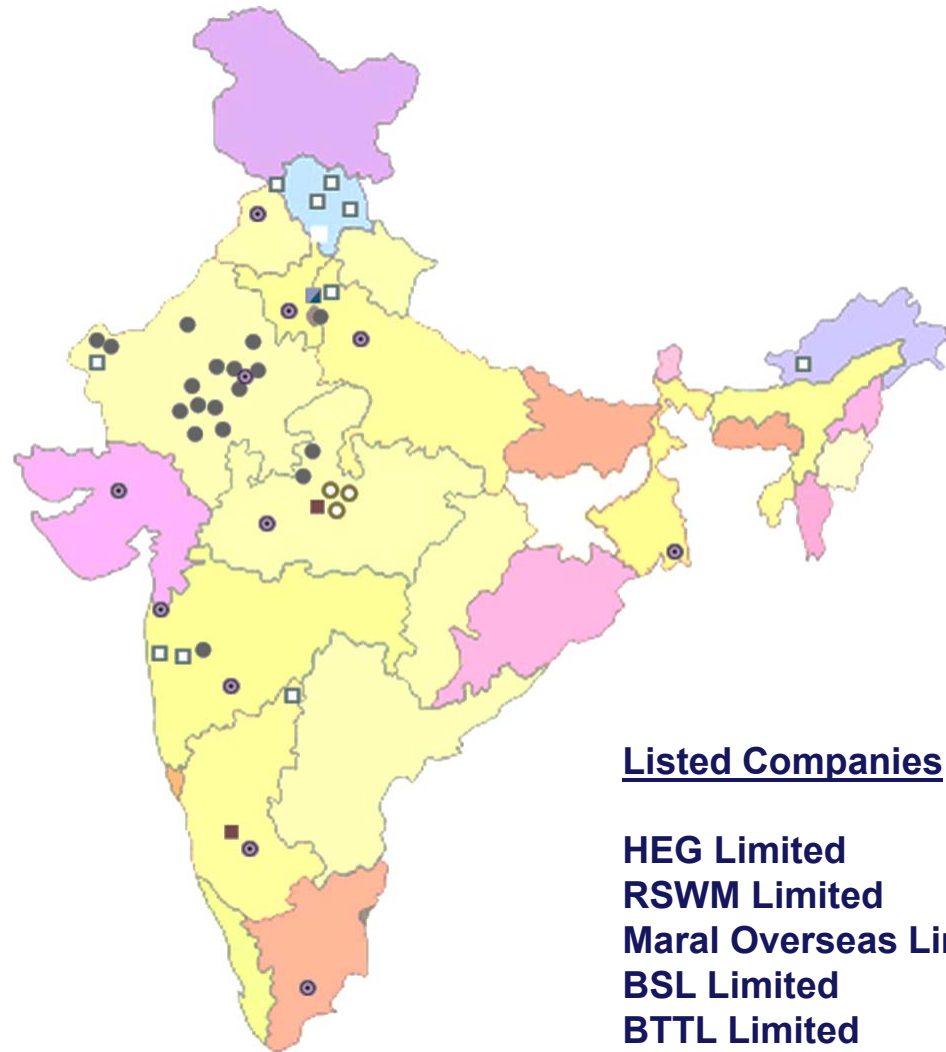 Listed Companies
HEG Limited
RSWM Limited
Maral Overseas
BSL Limited
BTTL Limited